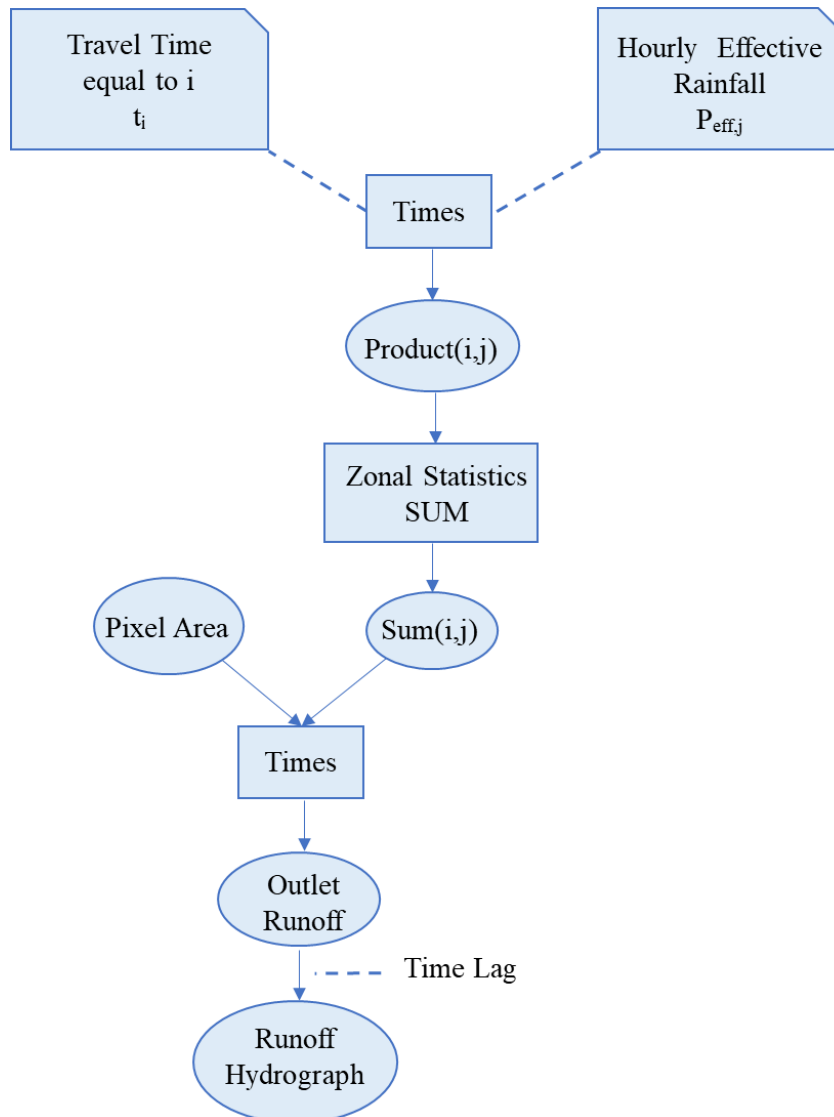 Travel Time
equal to i
tᵢ
Hourly Effective
Rainfall
P_eff,j
Times
Product(i,j)
Zonal Statistics
SUM
Pixel Area
Sum(i,j)
Times
Outlet
Runoff
Time Lag
Runoff
Hydrograph